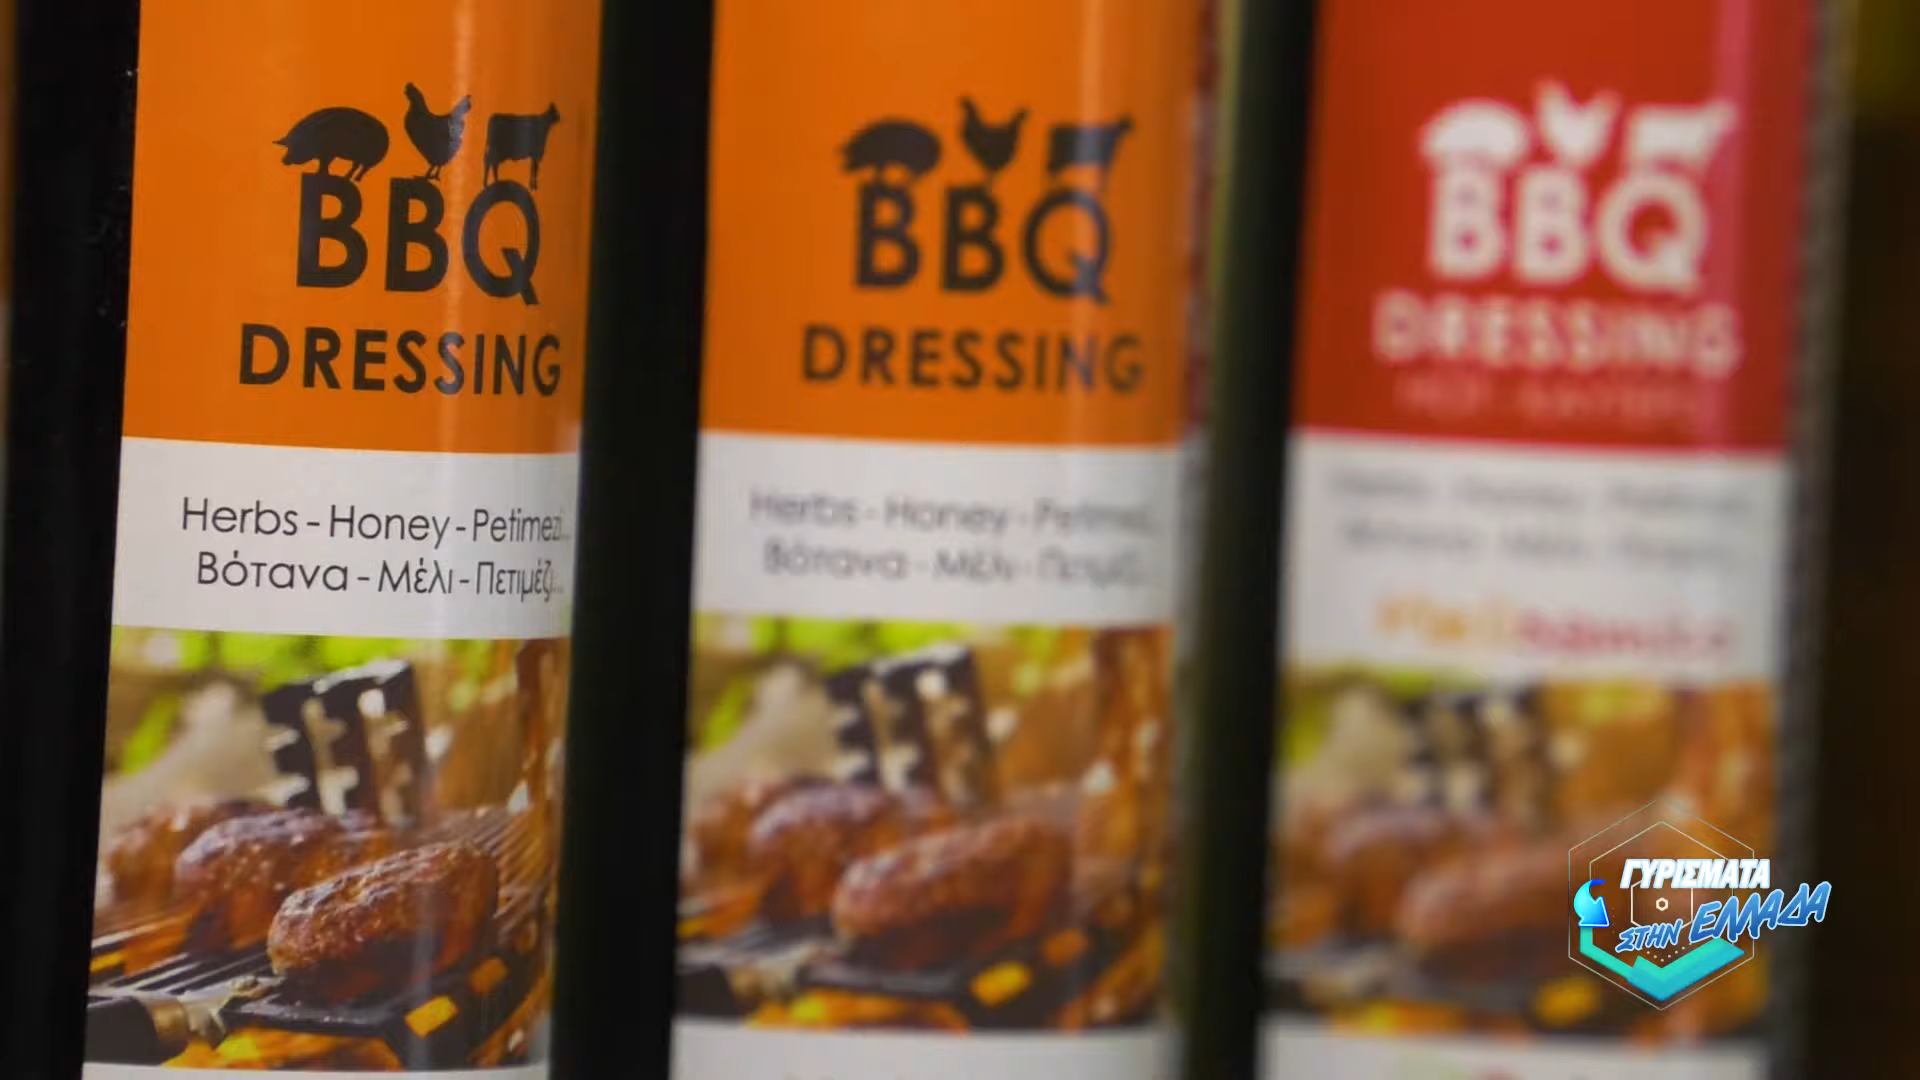 BBQ
DRESSING
Herbs - Honey - Petimezi...
Βότανα - Μέλι - Πετιμέζι...
BBQ
DRESSING
Herbs - Honey - Petimezi...
Βότανα - Μέλι - Πετιμέζι...
BBQ
DRESSING
ΓΥΡΙΣΜΑΤΑ
ΣΤΗΝ ΕΛΛΑΔΑ